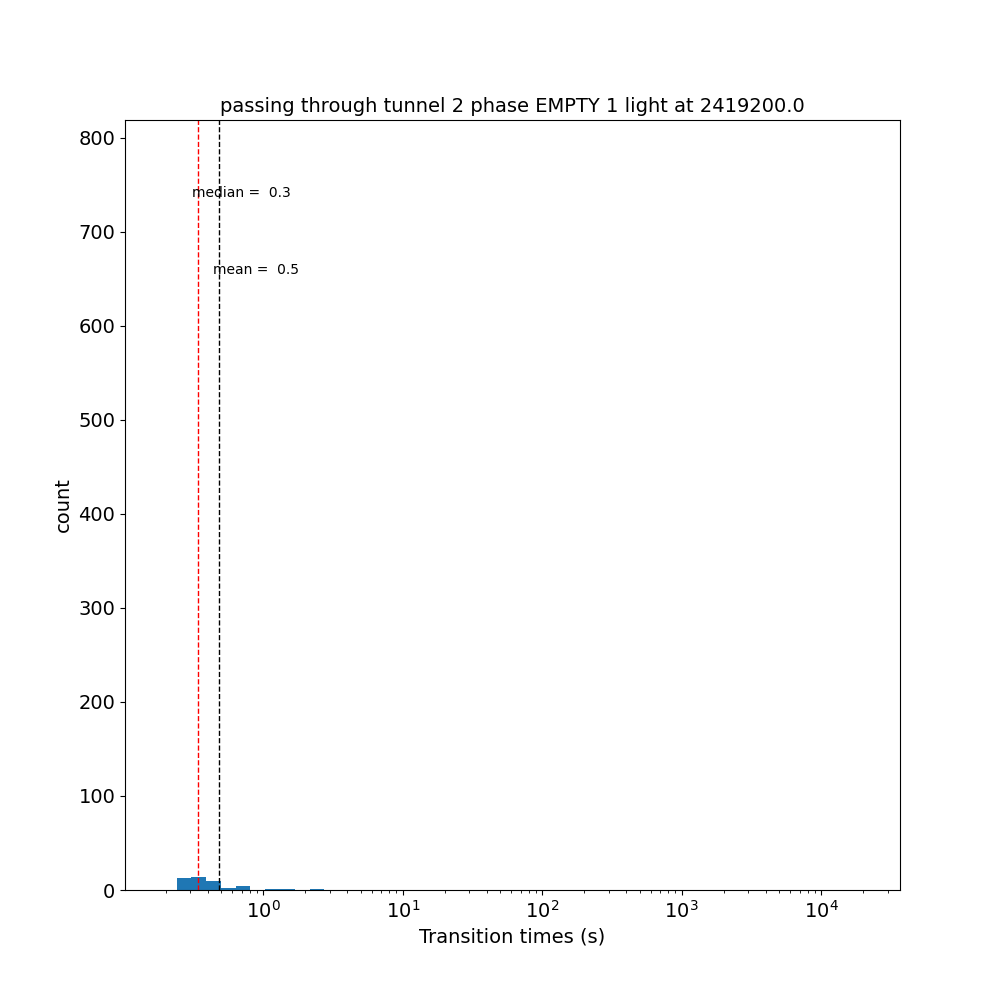 passing through tunnel 2 phase EMPTY 1 light at 2419200.0
800
median =  0.3
700
mean =  0.5
600
500
400
count
300
200
100
0
10⁰ 10¹ 10² 10³ 10⁴
Transition times (s)